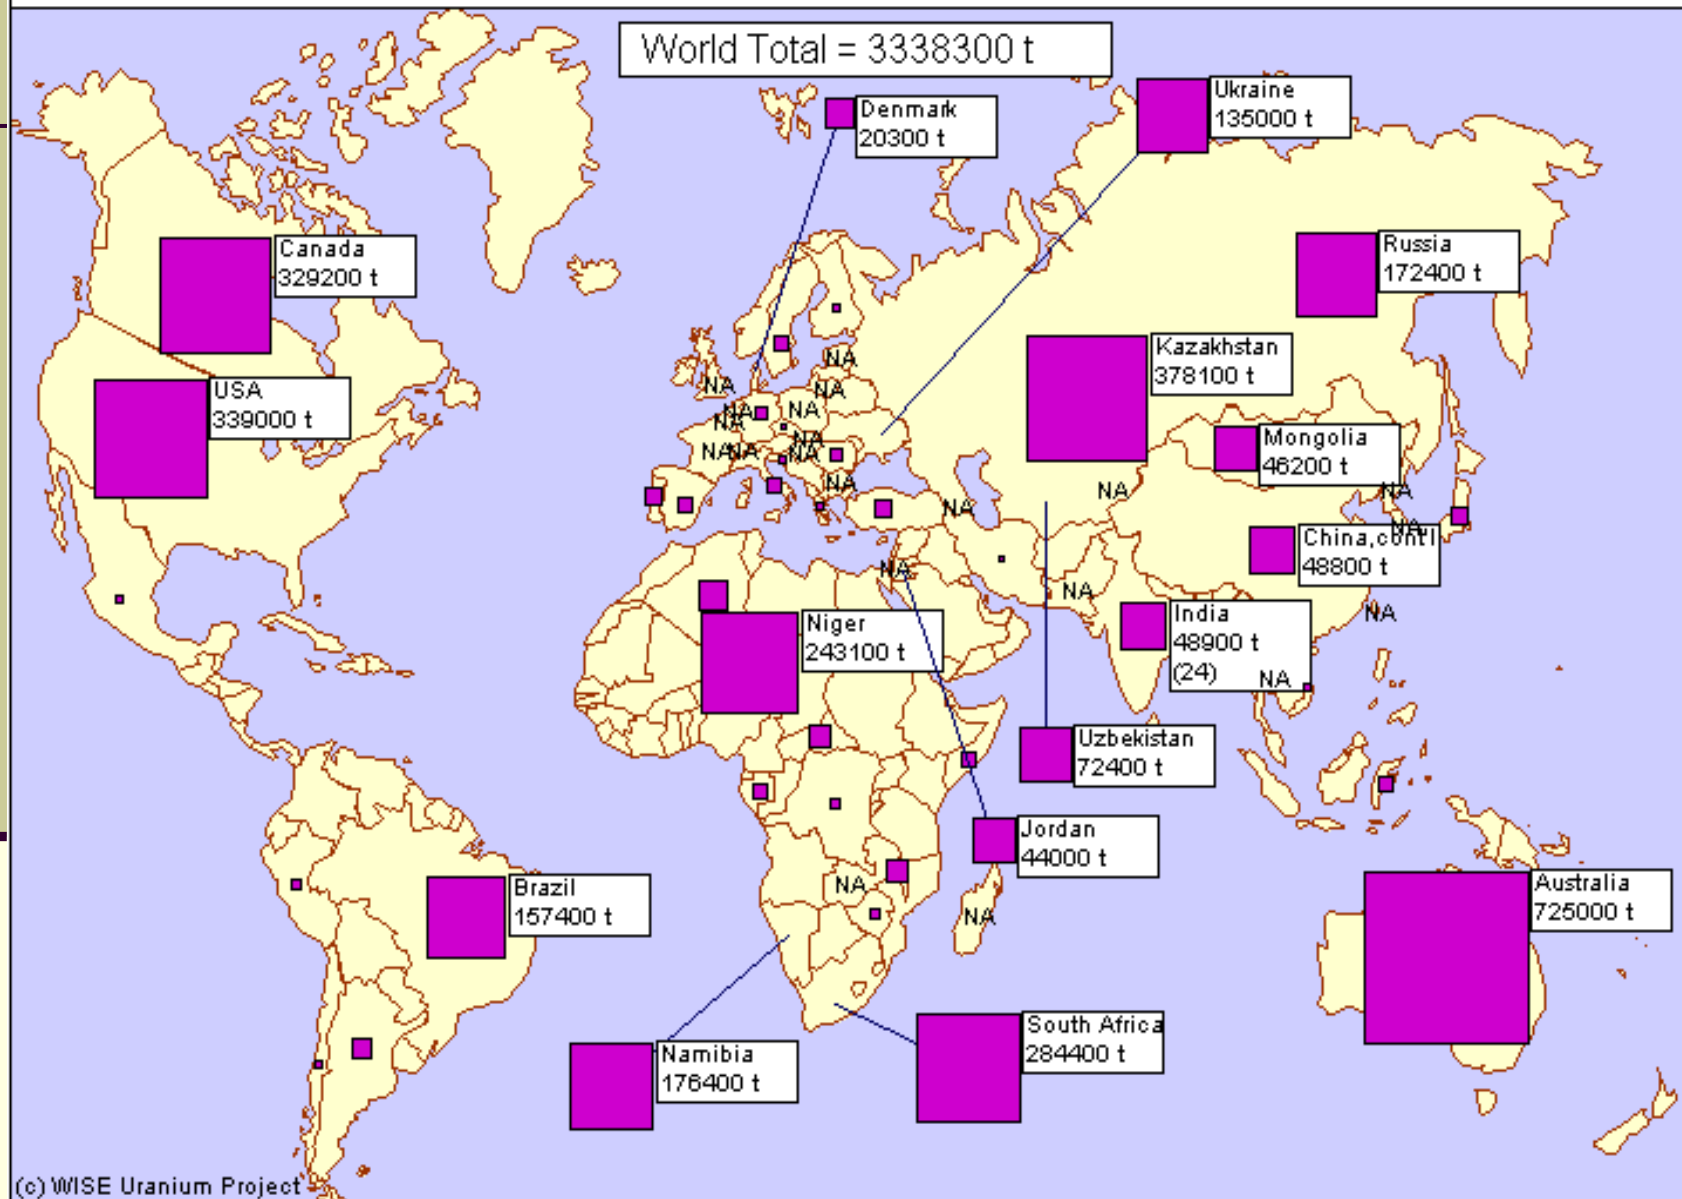 World Total = 3338300 t
Ukraine
135000 t
Denmark
20300 t
Canada
329200 t
Russia
172400 t
Kazakhstan
378100 t
NA
USA
339000 t
NA
NA
NA
NA
NA
NA
Mongolia
46200 t
NA
NA
NA
NA
NA
NA
NA
NA
China,cont'l
48800 t
NA
NA
NA
India
48900 t
(24)
NA
Niger
243100 t
NA
Uzbekistan
72400 t
Jordan
44000 t
Brazil
157400 t
NA
Australia
725000 t
NA
South Africa
284400 t
Namibia
176400 t
(c) WISE Uranium Project